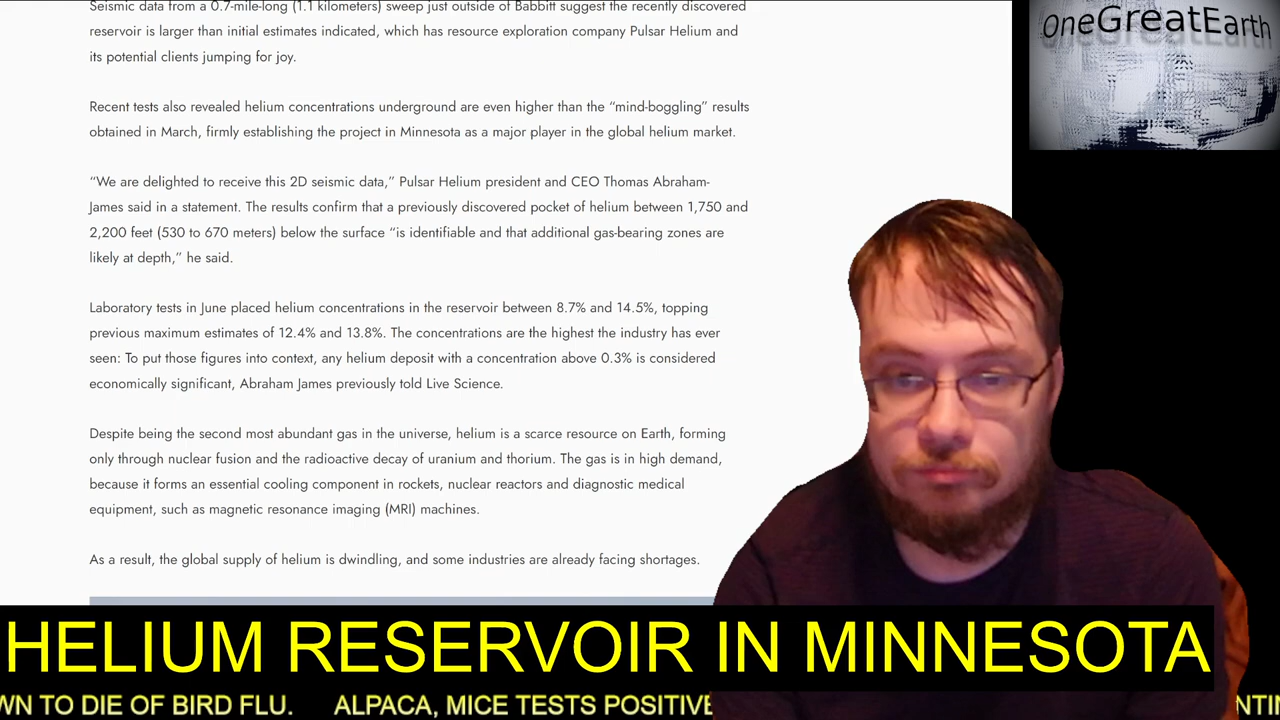 Seismic data from a 0.7-mile-long (1.1 kilometers) sweep just outside of Babbitt suggest the recently discovered
reservoir is larger than initial estimates indicated, which has resource exploration company Pulsar Helium and
its potential clients jumping for joy.
Recent tests also revealed helium concentrations underground are even higher than the “mind-boggling” results
obtained in March, firmly establishing the project in Minnesota as a major player in the global helium market.
“We are delighted to receive this 2D seismic data,” Pulsar Helium president and CEO Thomas Abraham-
James said in a statement. The results confirm that a previously discovered pocket of helium between 1,750 and
2,200 feet (530 to 670 meters) below the surface “is identifiable and that additional gas-bearing zones are
likely at depth,” he said.
Laboratory tests in June placed helium concentrations in the reservoir between 8.7% and 14.5%, topping
previous maximum estimates of 12.4% and 13.8%. The concentrations are the highest the industry has ever
seen: To put those figures into context, any helium deposit with a concentration above 0.3% is considered
economically significant, Abraham James previously told Live Science.
Despite being the second most abundant gas in the universe, helium is a scarce resource on Earth, forming
only through nuclear fusion and the radioactive decay of uranium and thorium. The gas is in high demand,
because it forms an essential cooling component in rockets, nuclear reactors and diagnostic medical
equipment, such as magnetic resonance imaging (MRI) machines.
As a result, the global supply of helium is dwindling, and some industries are already facing shortages.
OneGreatEarth
HELIUM RESERVOIR IN MINNESOTA
WN TO DIE OF BIRD FLU. ALPACA, MICE TESTS POSITIVE NTIN